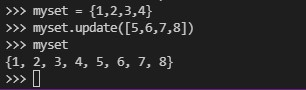 >>> myset = {1,2,3,4}
>>> myset.update([5,6,7,8])
>>> myset
{1, 2, 3, 4, 5, 6, 7, 8}
>>>